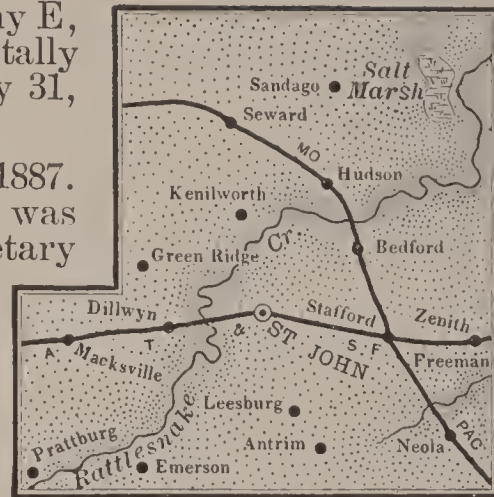 ny E,
tally
y 31,
1887.
was
etary
Sandago
Salt
Marsh
Seward
MO
Hudson
Kenilworth
Cr.
Bedford
Green Ridge
Dillwyn
Stafford
Zenith
A T & S F
Macksville
ST JOHN
Freeman
Leesburg
Prattburg
Rattlesnake
Antrim
Neola
PAC
Emerson